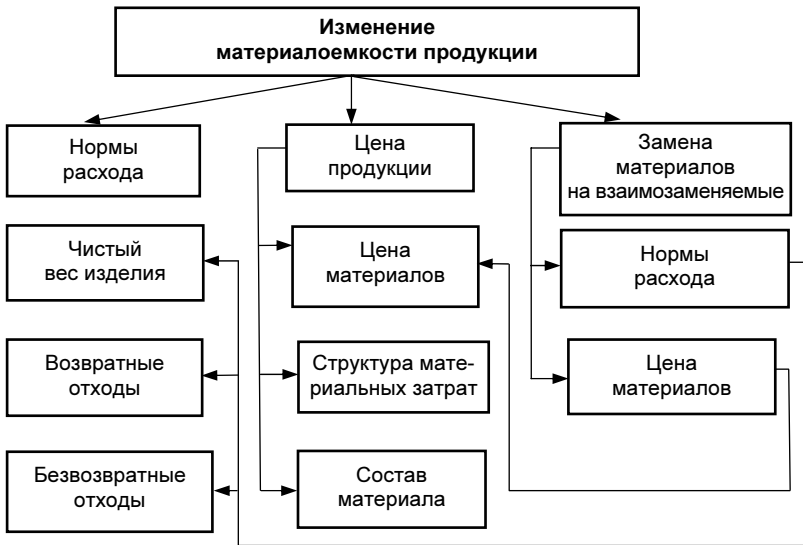 Изменение
материалоемкости продукции
Нормы
расхода
Цена
продукции
Замена
материалов
на взаимозаменяемые
Чистый
вес изделия
Цена
материалов
Нормы
расхода
Возвратные
отходы
Структура мате-
риальных затрат
Цена
материалов
Безвозвратные
отходы
Состав
материала